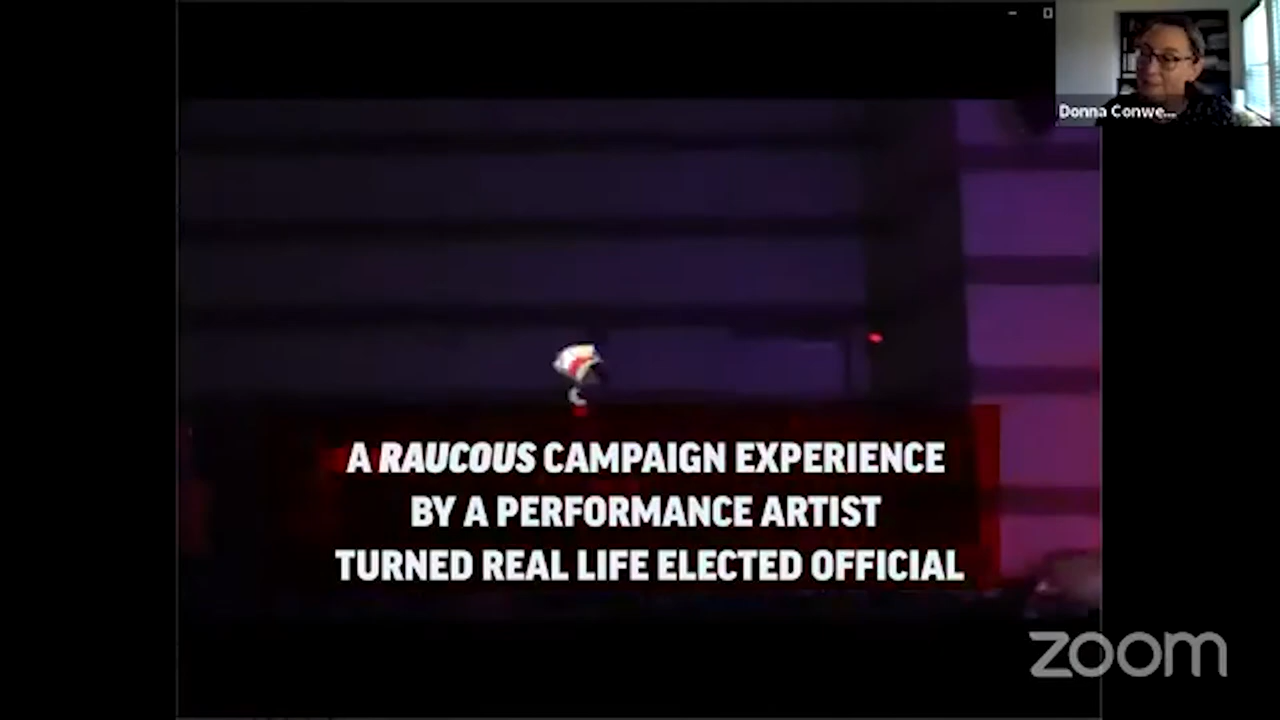 Donna Conwe...
A RAUCOUS CAMPAIGN EXPERIENCE
BY A PERFORMANCE ARTIST
TURNED REAL LIFE ELECTED OFFICIAL
zoom